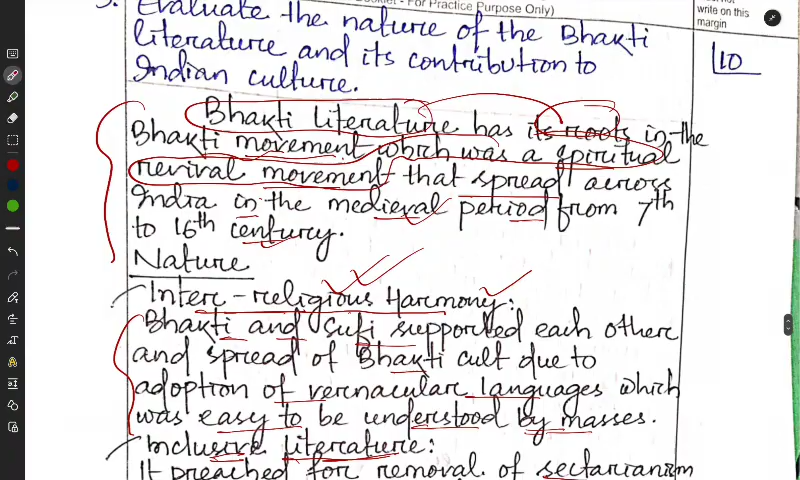 Booklet - For Practice Purpose Only)
write on this
margin
3. Evaluate the nature of the Bhakti
literature and its contribution to
Indian culture.
10
Bhakti literature has its roots in the
Bhakti movement which was a spiritual
revival movement that spread across
India in the medieval period from 7th
to 16th century.
Nature
Inter-religious Harmony:
Bhakti and Sufi supported each other
and spread of Bhakti cult due to
adoption of vernacular languages which
was easy to be understood by masses.
Inclusive literature:
It preached for removal of sectarianism